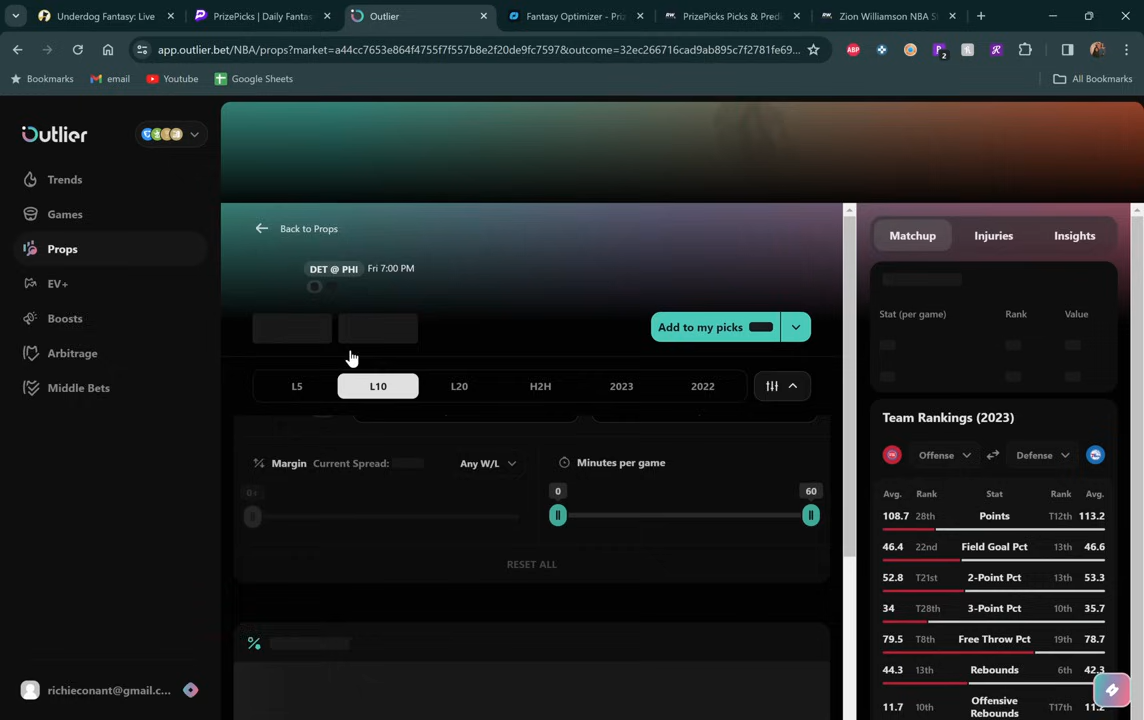 Underdog Fantasy: Live
PrizePicks | Daily Fantas
Outlier
Fantasy Optimizer - Priz
PrizePicks Picks & Predi
Zion Williamson NBA S
app.outlier.bet/NBA/props?market=a44cc7653e864f4755f7f557b8e2f20de9fc7597&outcome=32ec266716cad9ab895c7f2781fe69...
ABP
2
Bookmarks
email
Youtube
Google Sheets
All Bookmarks
Outlier
Trends
Games
Props
EV+
Boosts
Arbitrage
Middle Bets
richieconant@gmail.c...
Back to Props
DET @ PHI Fri 7:00 PM
Add to my picks
L5 L10 L20 H2H 2023 2022
Margin Current Spread: Any W/L
Minutes per game
0+
0 60
RESET ALL
Matchup Injuries Insights
Stat (per game) Rank Value
Team Rankings (2023)
Offense Defense
Avg. Rank Stat Rank Avg.
108.7 28th Points T12th 113.2
46.4 22nd Field Goal Pct 13th 46.6
52.8 T21st 2-Point Pct 13th 53.3
34 T28th 3-Point Pct 10th 35.7
79.5 T8th Free Throw Pct 19th 78.7
44.3 13th Rebounds 6th 42.3
11.7 10th Offensive Rebounds T17th